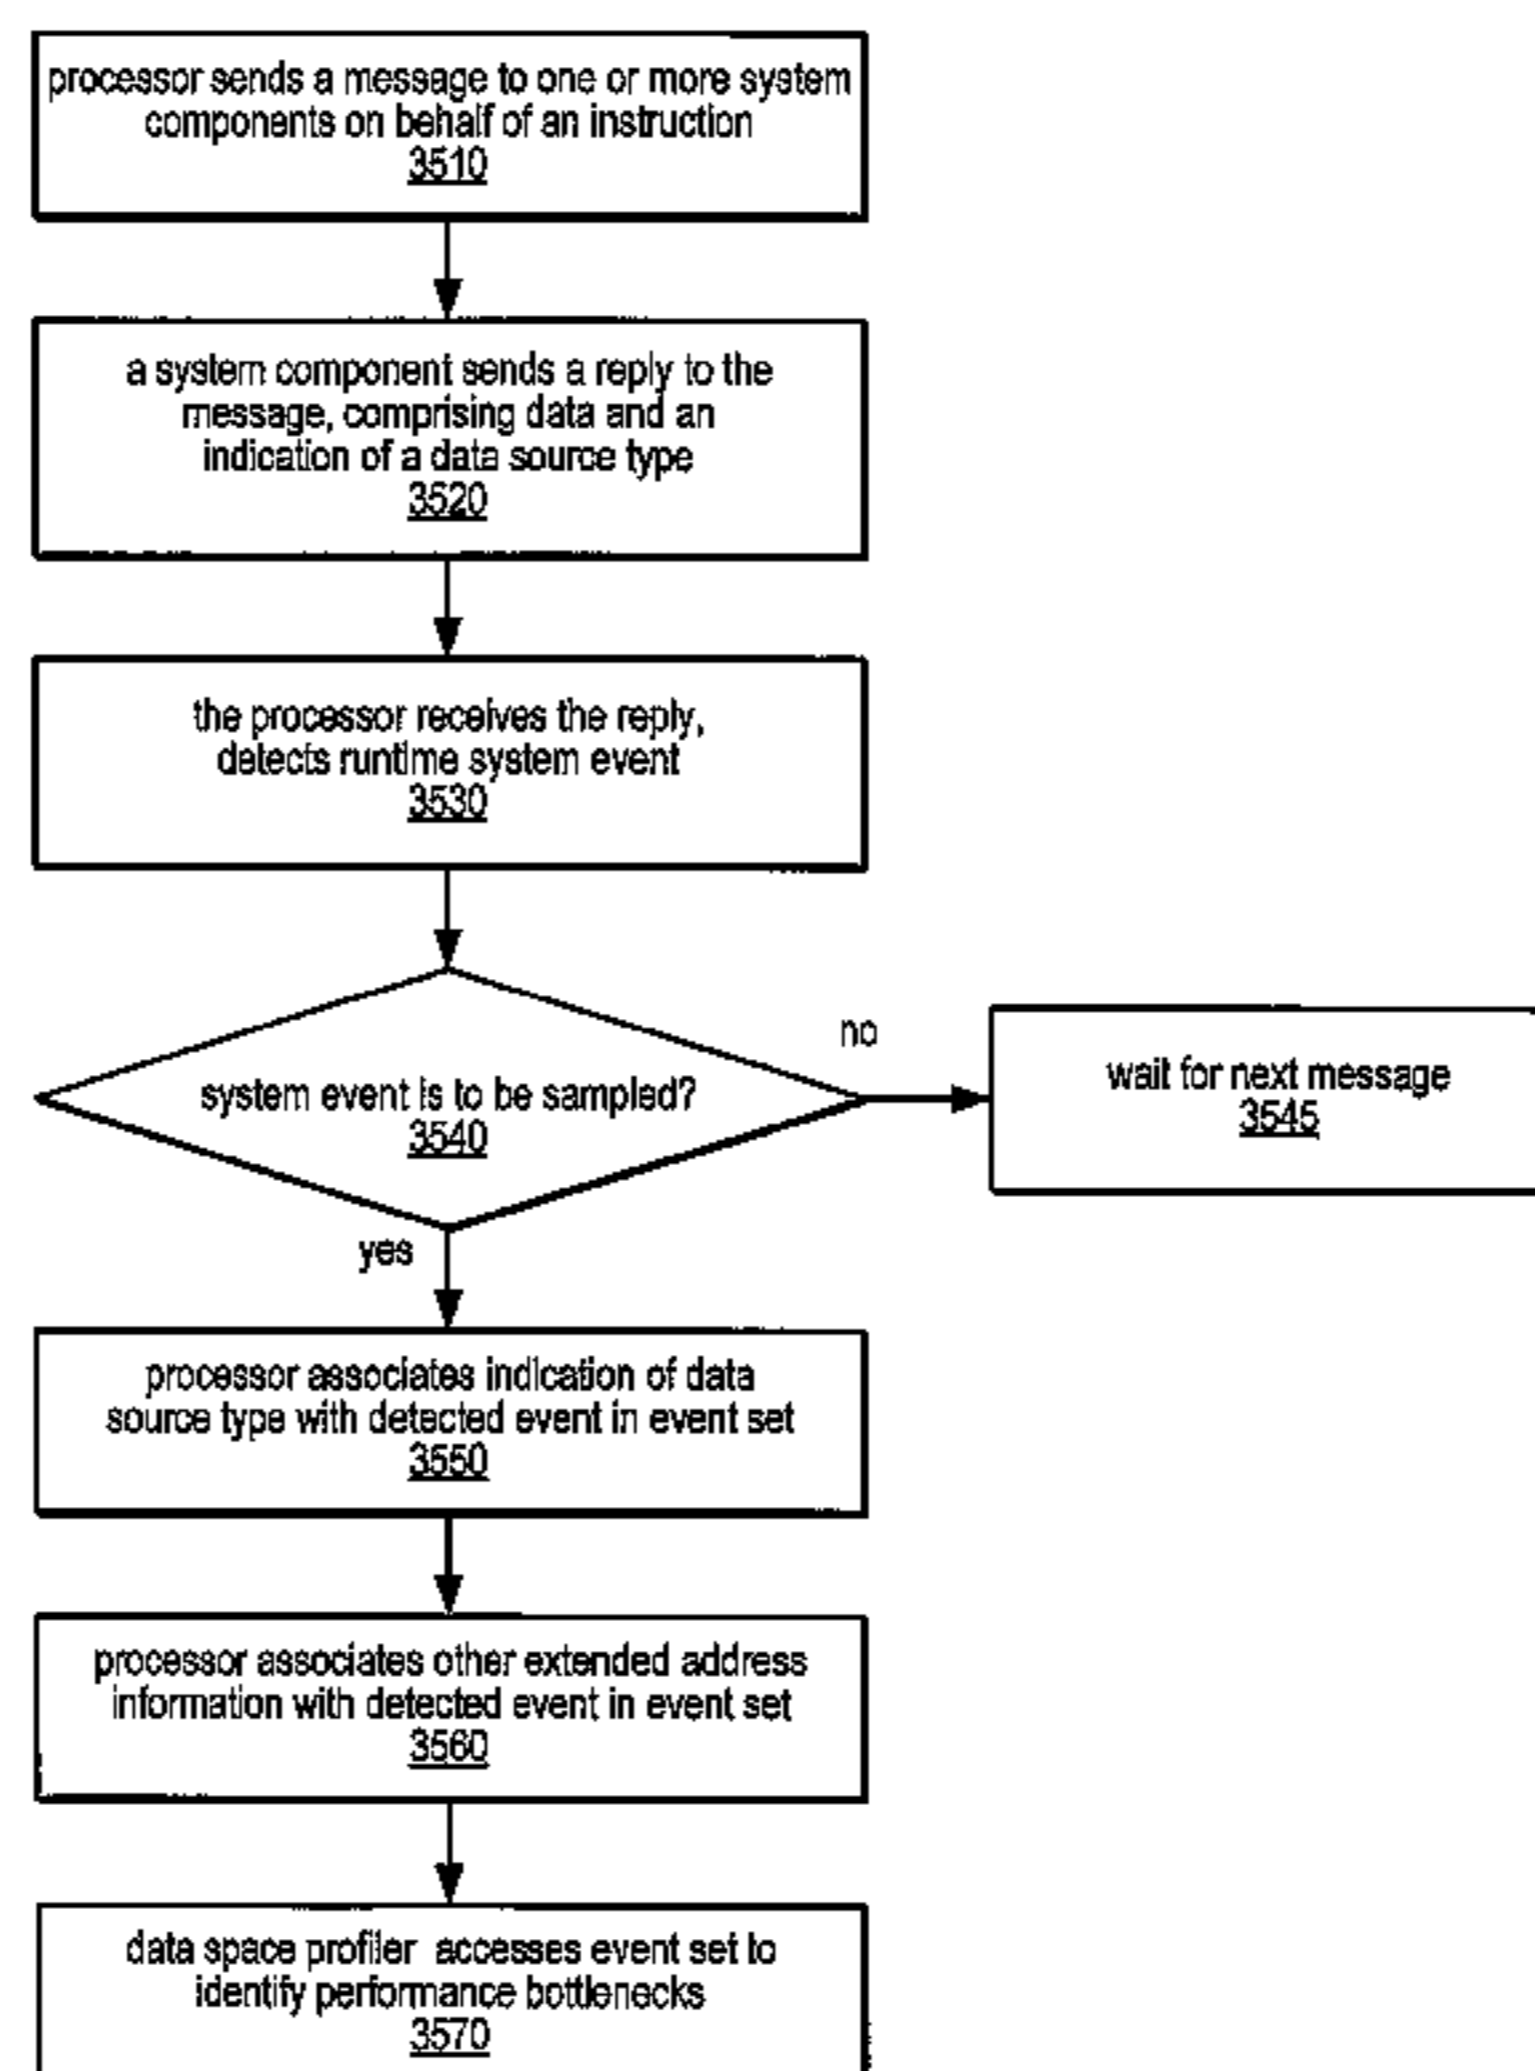 processor sends a message to one or more system
components on behalf of an instruction
3510
a system component sends a reply to the
message, comprising data and an
indication of a data source type
3520
the processor receives the reply,
detects runtime system event
3530
no
system event is to be sampled?
3540
wait for next message
3545
yes
processor associates indication of data
source type with detected event in event set
3550
processor associates other extended address
information with detected event in event set
3560
data space profiler accesses event set to
identify performance bottlenecks
3570